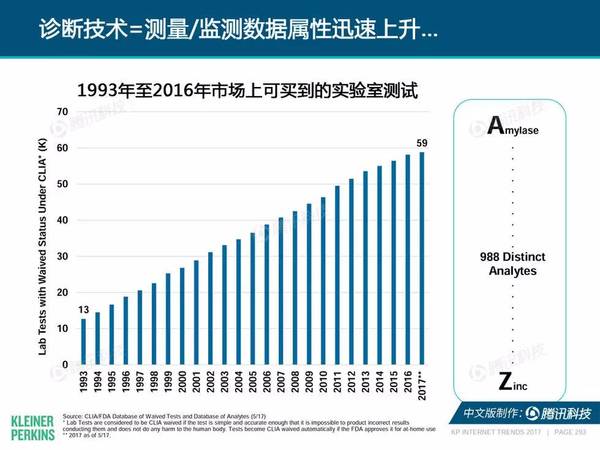 诊断技术=测量/监测数据属性迅速上升...
1993年至2016年市场上可买到的实验室测试
Lab Tests with Waived Status Under CLIA* (K)
70
60
50
40
30
20
10
0
13
59
1993
1994
1995
1996
1997
1998
1999
2000
2001
2002
2003
2004
2005
2006
2007
2008
2009
2010
2011
2012
2013
2014
2015
2016
2017**
Amylase
988 Distinct
Analytes
Zinc
KLEINER
PERKINS
Source: CLIA/FDA Database of Waived Tests and Database of Analytes (5/17)
* Lab Tests are considered to be CLIA waived if the test is simple and accurate enough that it is impossible to product incorrect results
conducting them and does not do any harm to the human body. Tests become CLIA waived automatically if the FDA approves it for at-home use
** 2017 as of 5/17.
中文版制作: 腾讯科技
KP INTERNET TRENDS 2017 | PAGE 293
腾讯科技
腾讯科技
腾讯科技
腾讯科技